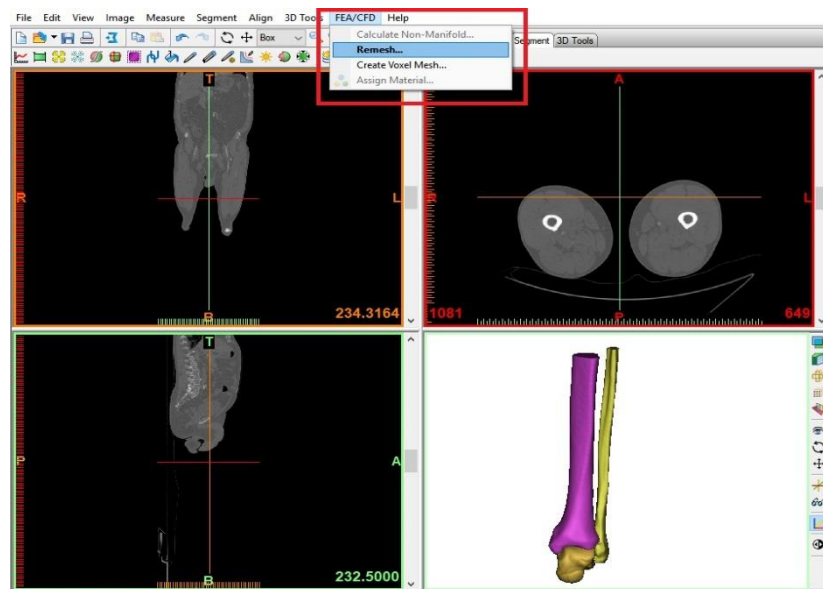 File Edit View Image Measure Segment Align 3D Tools FEA/CFD Help
Calculate Non-Manifold...
Remesh...
Create Voxel Mesh...
Assign Material...
Box
Segment 3D Tools
T
R
L
B
234.3164
A
R
L
1081
P
649
T
P
A
B
232.5000